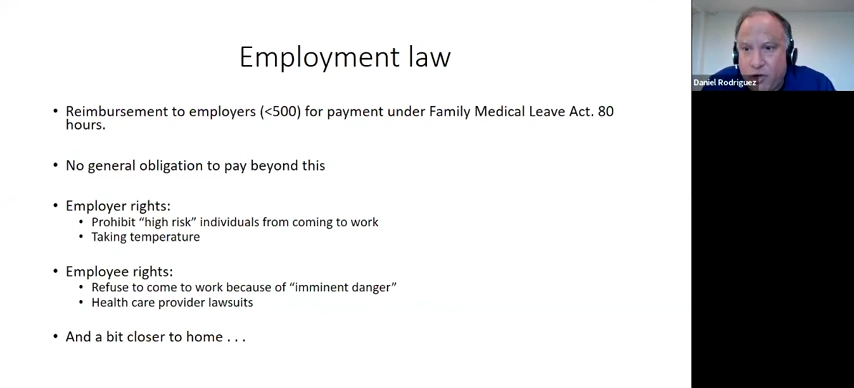 Employment law
• Reimbursement to employers (<500) for payment under Family Medical Leave Act. 80
hours.
• No general obligation to pay beyond this
• Employer rights:
• Prohibit “high risk” individuals from coming to work
• Taking temperature
• Employee rights:
• Refuse to come to work because of “imminent danger”
• Health care provider lawsuits
• And a bit closer to home . . .
Daniel Rodriguez